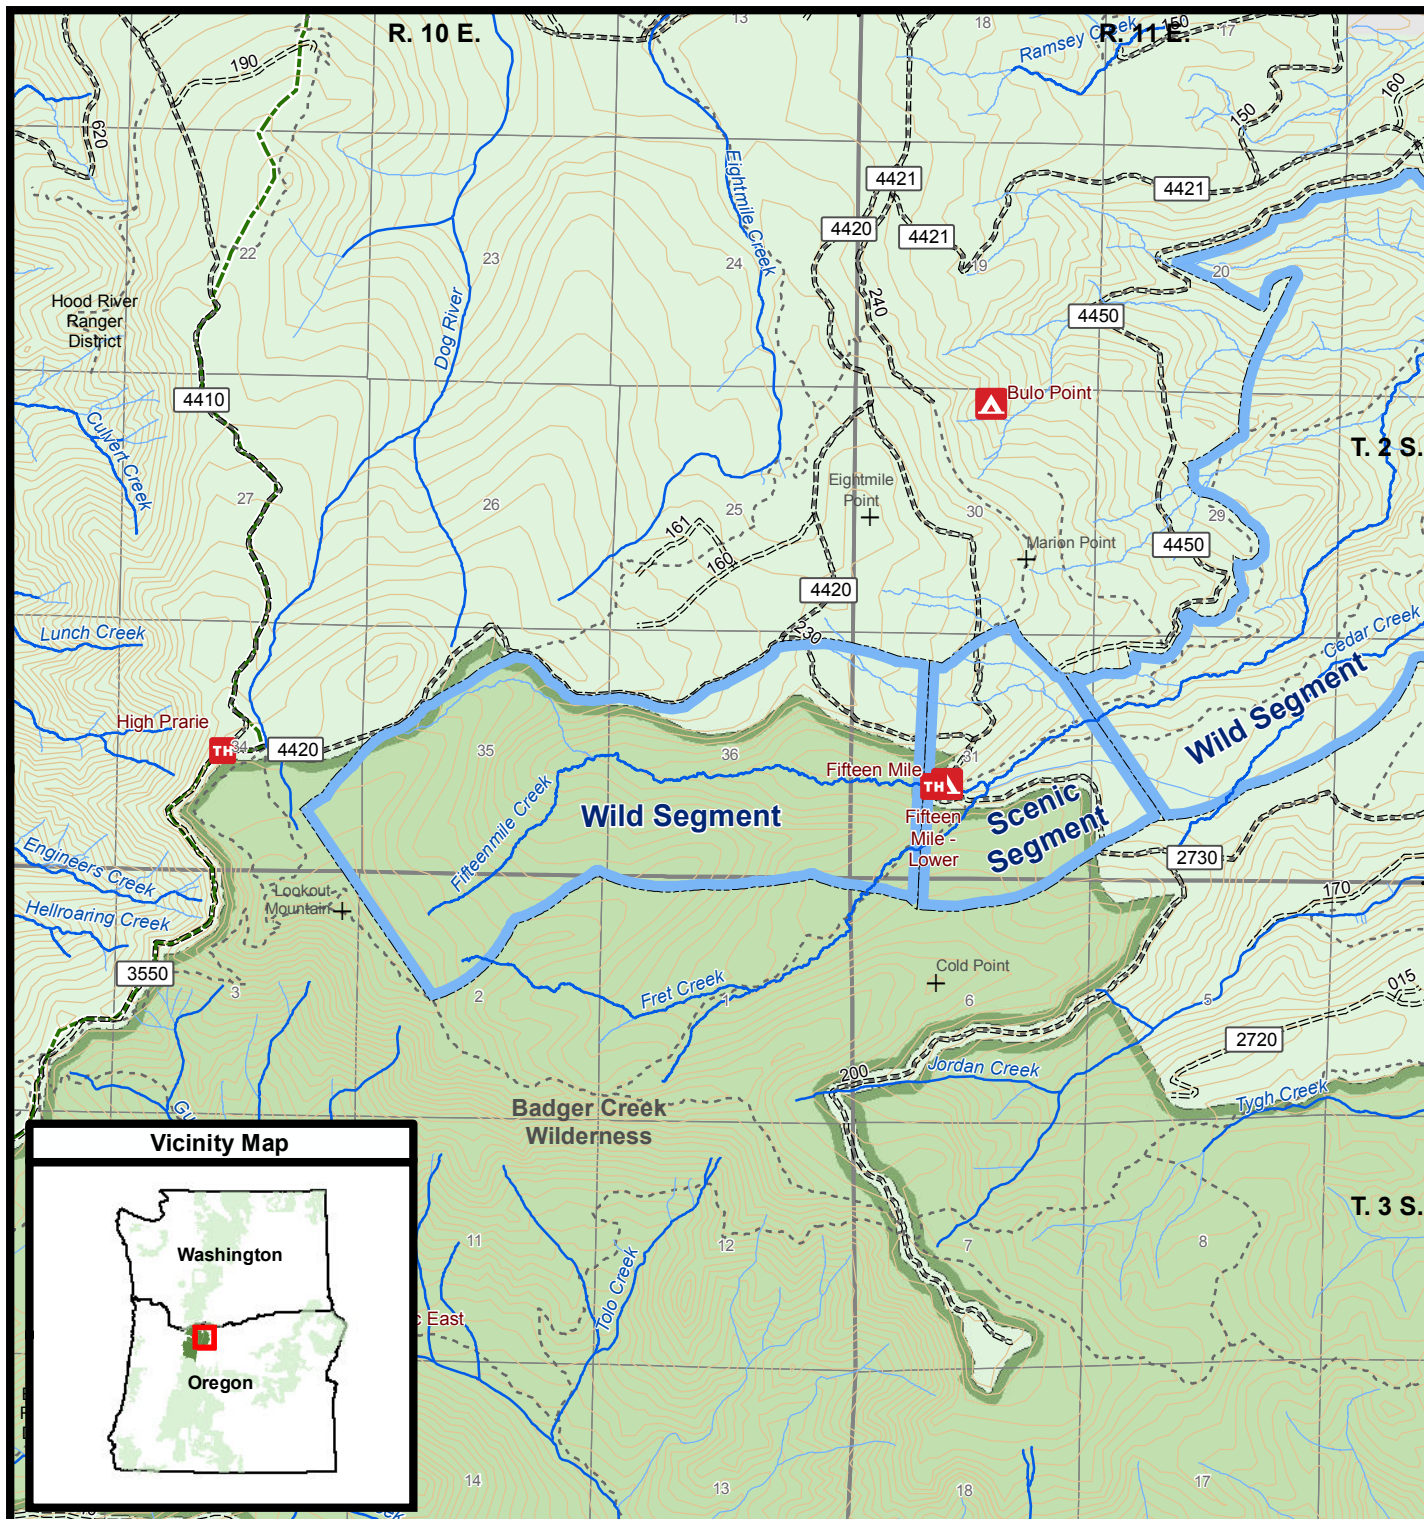 R. 10 E.
R. 11 E.
13
18
17
Ramsey Creek
150
190
620
160
150
4421
4421
4420
4421
22
23
24
19
20
Eightmile Creek
Dog River
240
Hood River
Ranger
District
4450
4410
Bulo Point
Culvert Creek
T. 2 S.
27
26
25
Eightmile
Point
30
29
161
160
Marion Point
4450
4420
230
Lunch Creek
Cedar Creek
High Prarie
TH
34
4420
35
36
31
Wild Segment
Fifteen Mile
TH
Fifteenmile Creek
Wild Segment
Fifteen
Mile -
Lower
Scenic
Segment
Engineers Creek
2730
Lookout
Mountain
170
Hellroaring Creek
3550
3
2
Fret Creek
1
Cold Point
6
5
015
2720
200
Jordan Creek
Tygh Creek
Badger Creek
Wilderness
Vicinity Map
Washington
Oregon
T. 3 S.
11
12
7
8
Tolo Creek
c East
14
13
18
17